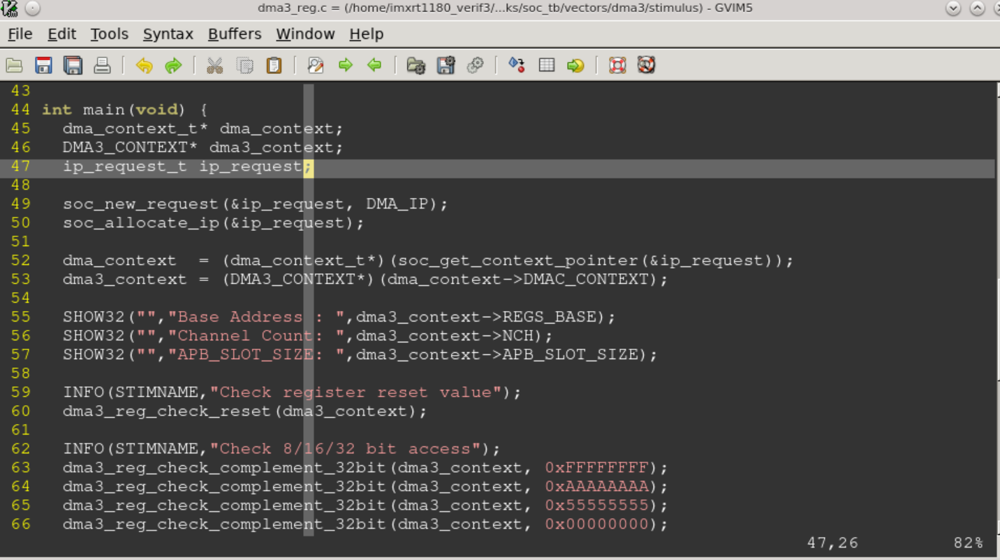 dma3_reg.c = (/home/imxrt1180_verif3/...ks/soc_tb/vectors/dma3/stimulus) - GVIM5
File Edit Tools Syntax Buffers Window Help
43
44 int main(void) {
45   dma_context_t* dma_context;
46   DMA3_CONTEXT* dma3_context;
47   ip_request_t ip_request;
48
49   soc_new_request(&ip_request, DMA_IP);
50   soc_allocate_ip(&ip_request);
51
52   dma_context  = (dma_context_t*)(soc_get_context_pointer(&ip_request));
53   dma3_context = (DMA3_CONTEXT*)(dma_context->DMAC_CONTEXT);
54
55   SHOW32("","Base Address : ",dma3_context->REGS_BASE);
56   SHOW32("","Channel Count: ",dma3_context->NCH);
57   SHOW32("","APB_SLOT_SIZE: ",dma3_context->APB_SLOT_SIZE);
58
59   INFO(STIMNAME,"Check register reset value");
60   dma3_reg_check_reset(dma3_context);
61
62   INFO(STIMNAME,"Check 8/16/32 bit access");
63   dma3_reg_check_complement_32bit(dma3_context, 0xFFFFFFFF);
64   dma3_reg_check_complement_32bit(dma3_context, 0xAAAAAAAA);
65   dma3_reg_check_complement_32bit(dma3_context, 0x55555555);
66   dma3_reg_check_complement_32bit(dma3_context, 0x00000000);
47,26 82%